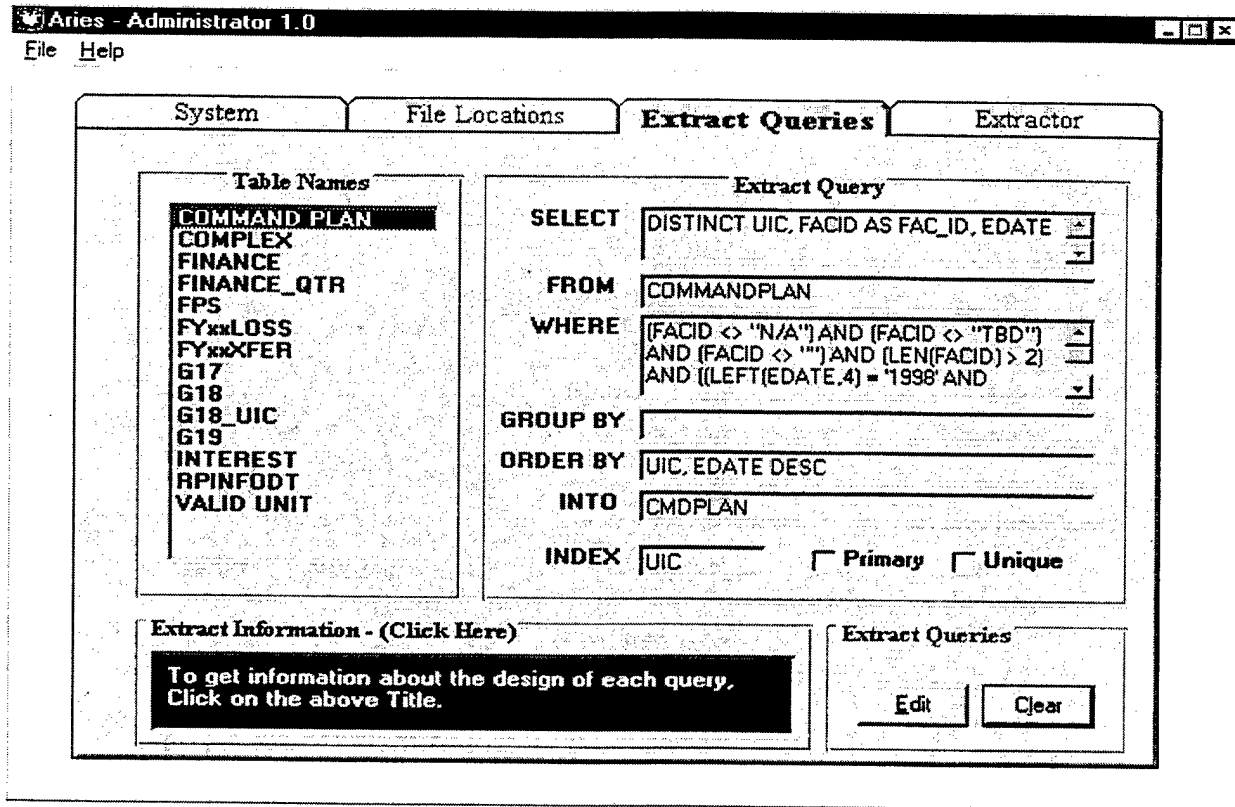 Aries - Administrator 1.0
File Help
System File Locations Extract Queries Extractor
Table Names
COMMAND PLAN
COMPLEX
FINANCE
FINANCE_QTR
FPS
FYxxLOSS
FYxxXFER
G17
G18
G18_UIC
G19
INTEREST
RPINFODT
VALID UNIT
Extract Query
SELECT DISTINCT UIC, FACID AS FAC_ID, EDATE
FROM COMMANDPLAN
WHERE (FACID <> "N/A") AND (FACID <> "TBD")
AND (FACID <> "") AND (LEN(FACID) > 2)
AND ((LEFT(EDATE,4) = '1998' AND
GROUP BY
ORDER BY UIC, EDATE DESC
INTO CMDPLAN
INDEX UIC Primary Unique
Extract Information - (Click Here)
To get information about the design of each query,
Click on the above Title.
Extract Queries
Edit Clear